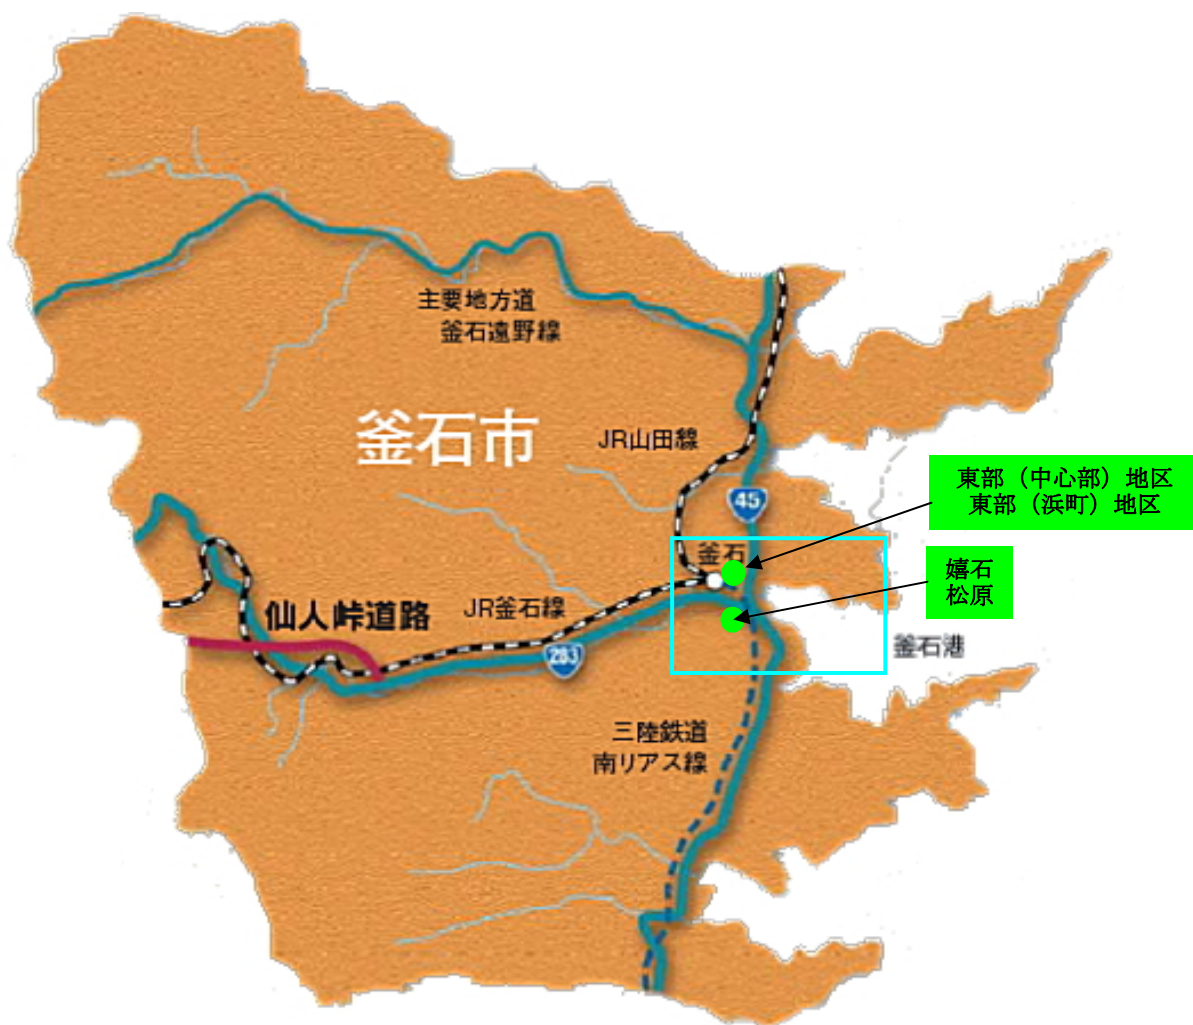 主要地方道
釜石遠野線
釜石市
JR山田線
45
東部（中心部）地区
東部（浜町）地区
釜石
嬉石
松原
仙人峠道路
JR釜石線
283
釜石港
三陸鉄道
南リアス線